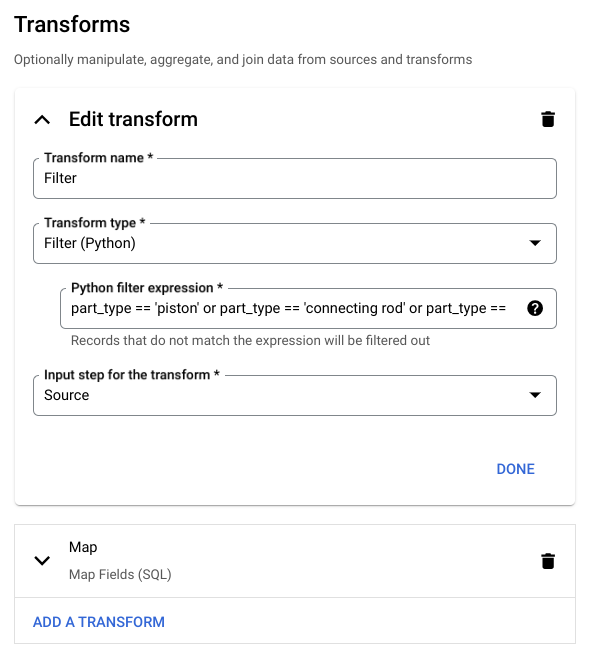 Transforms
Optionally manipulate, aggregate, and join data from sources and transforms
Edit transform
Transform name *
Filter
Transform type *
Filter (Python)
Python filter expression *
part_type == 'piston' or part_type == 'connecting rod' or part_type ==
Records that do not match the expression will be filtered out
Input step for the transform *
Source
DONE
Map
Map Fields (SQL)
ADD A TRANSFORM